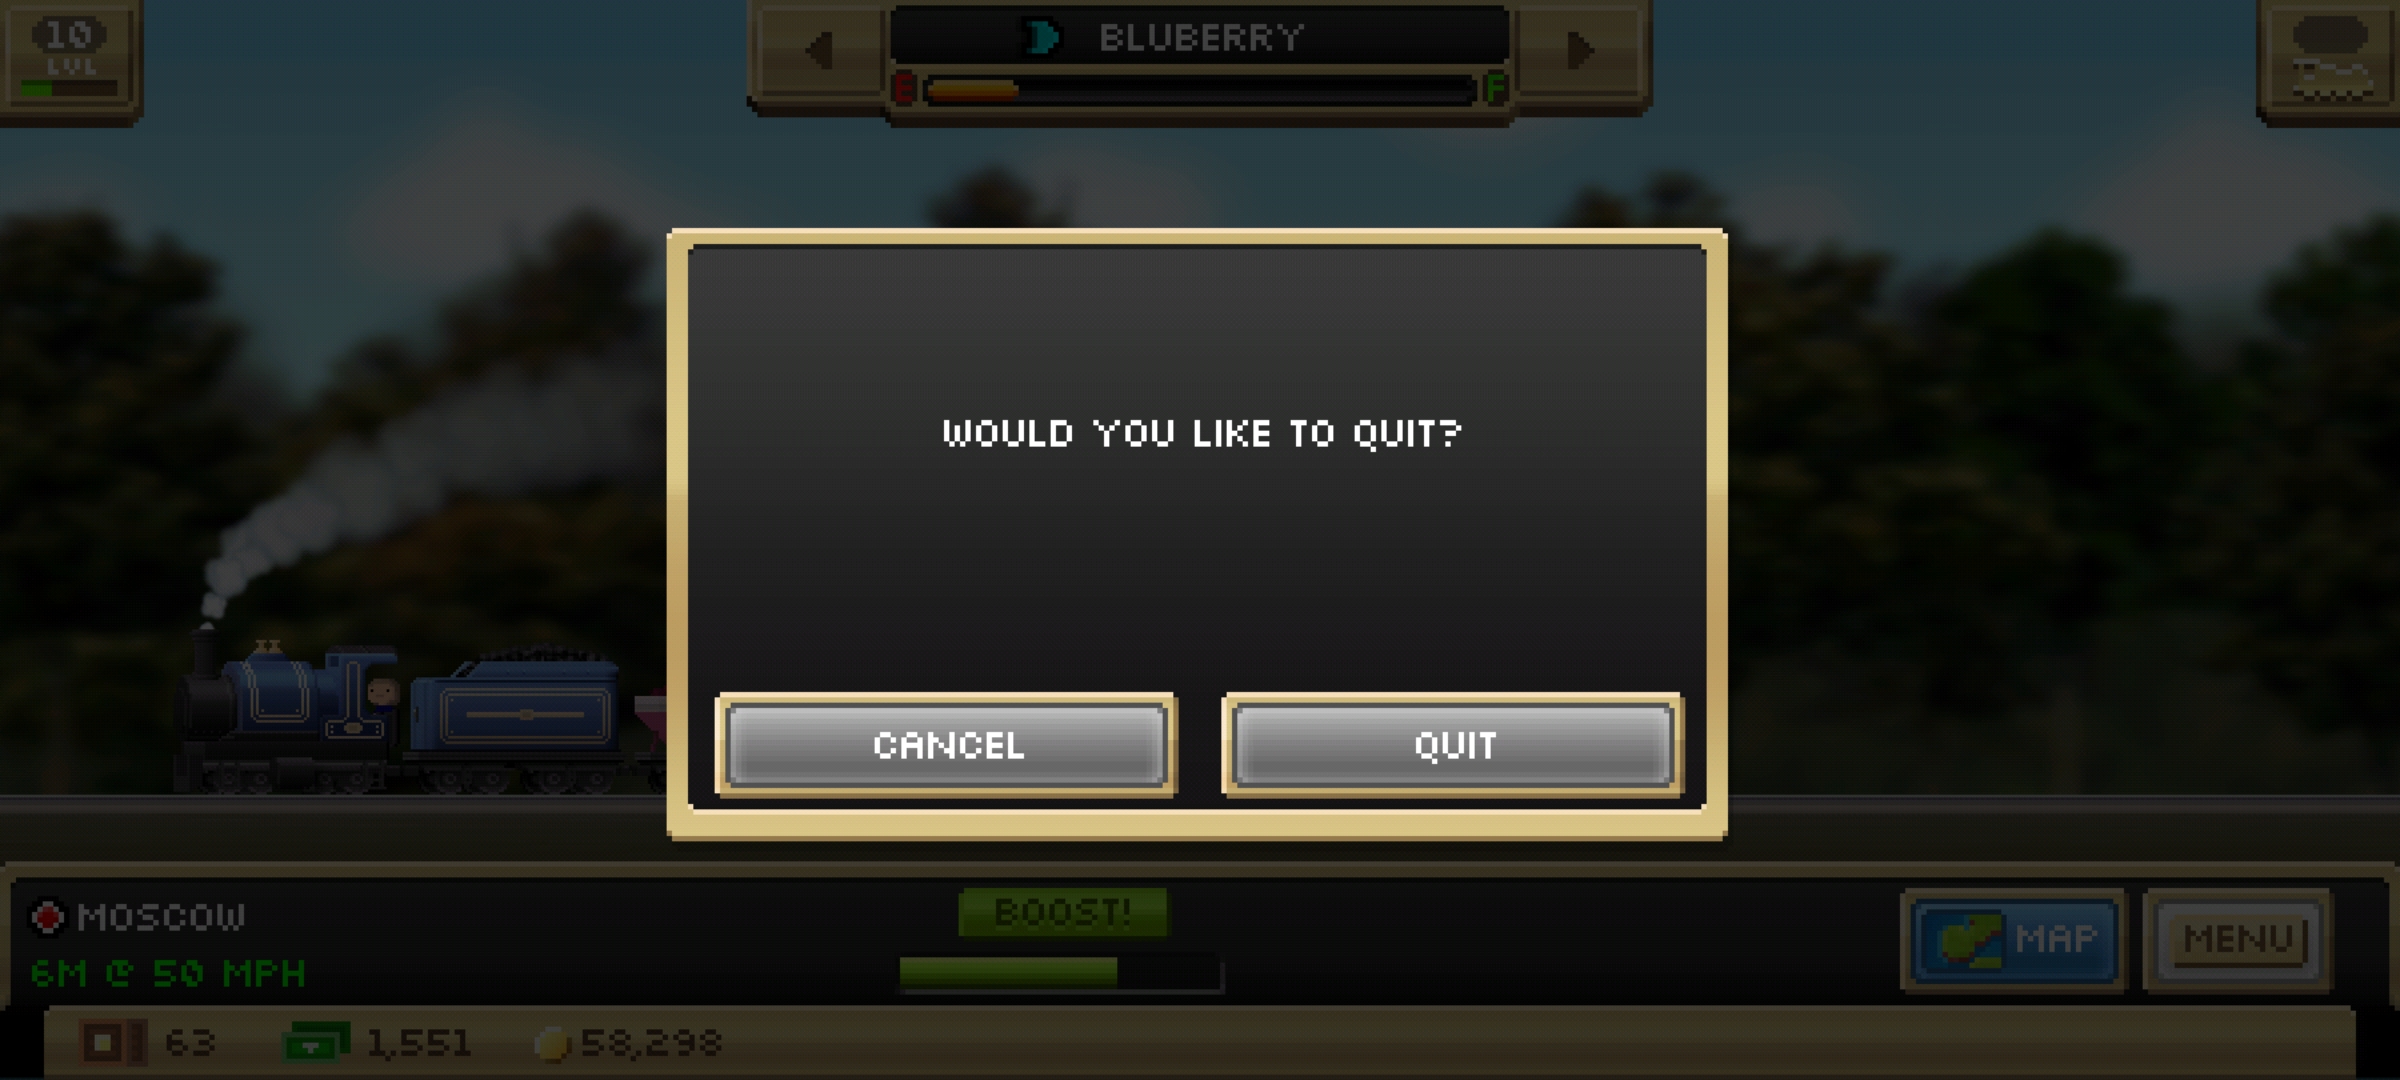 10
LVL
BLUBERRY
E F
WOULD YOU LIKE TO QUIT?
CANCEL
QUIT
MOSCOW
6M @ 50 MPH
BOOST!
MAP
MENU
63
1,551
58,298